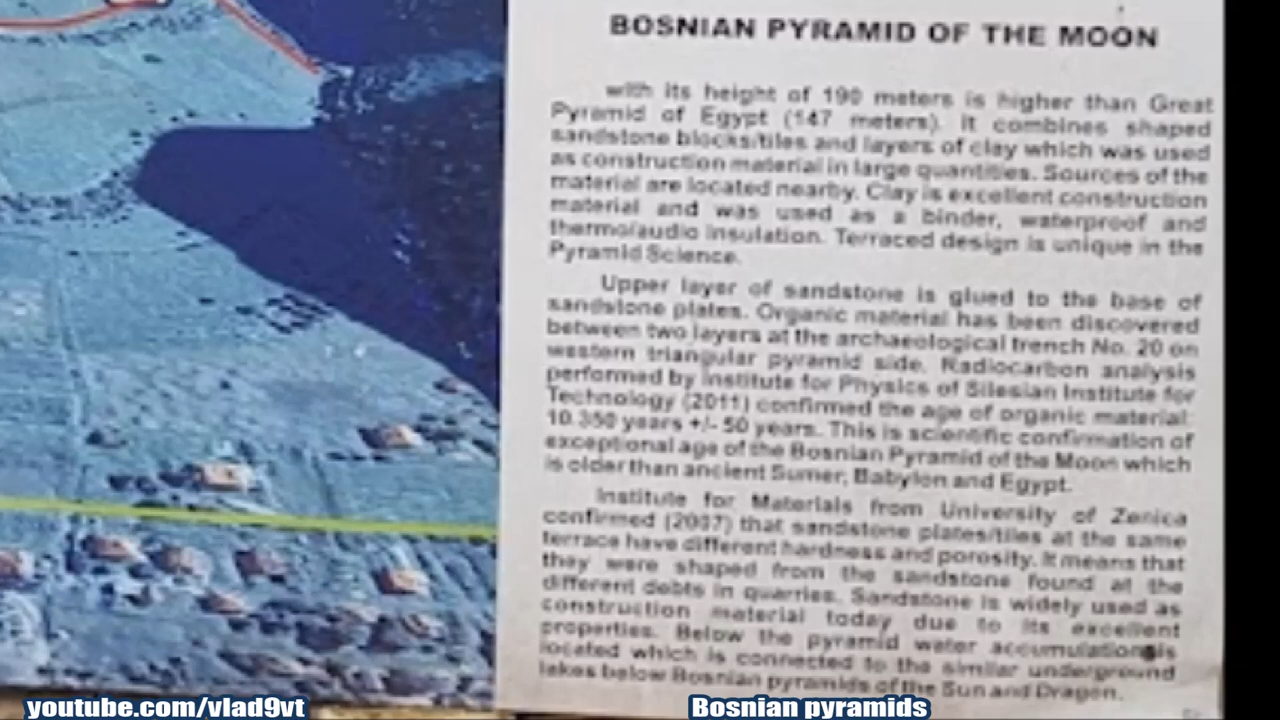 BOSNIAN PYRAMID OF THE MOON
with its height of 190 meters is higher than Great
Pyramid of Egypt (147 meters). It combines shaped
sandstone blocks/tiles and layers of clay which was used
as construction material in large quantities. Sources of the
material are located nearby. Clay is excellent construction
material and was used as a binder, waterproof and
thermo/audio insulation. Terraced design is unique in the
Pyramid Science.
Upper layer of sandstone is glued to the base of
sandstone plates. Organic material has been discovered
between two layers at the archaeological trench No. 20 on
western triangular pyramid side. Radiocarbon analysis
performed by Institute for Physics of Silesian Institute for
Technology (2011) confirmed the age of organic material:
10.350 years +/- 50 years. This is scientific confirmation of
exceptional age of the Bosnian Pyramid of the Moon which
is older than ancient Sumer, Babylon and Egypt.
Institute for Materials from University of Zenica
confirmed (2007) that sandstone plates/tiles at the same
terrace have different hardness and porosity. It means that
they were shaped from the sandstone found at the
different debts in quarries. Sandstone is widely used as
construction material today due to its excellent
properties. Below the pyramid water accumulation is
located which is connected to the similar underground
lakes below Bosnian pyramids of the Sun and Dragon.
youtube.com/vlad9vt
Bosnian pyramids